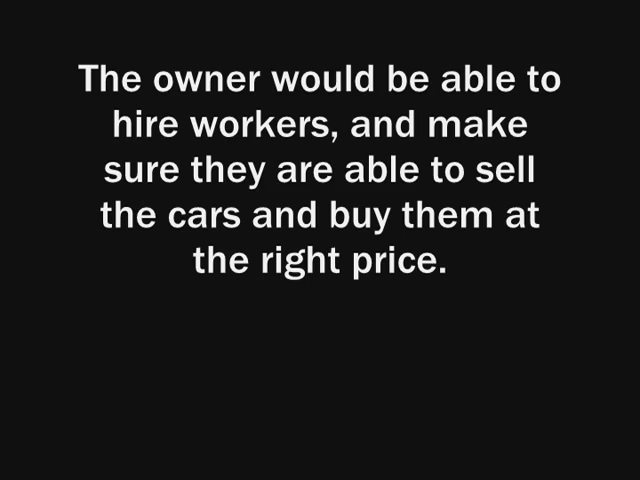 The owner would be able to
hire workers, and make
sure they are able to sell
the cars and buy them at
the right price.